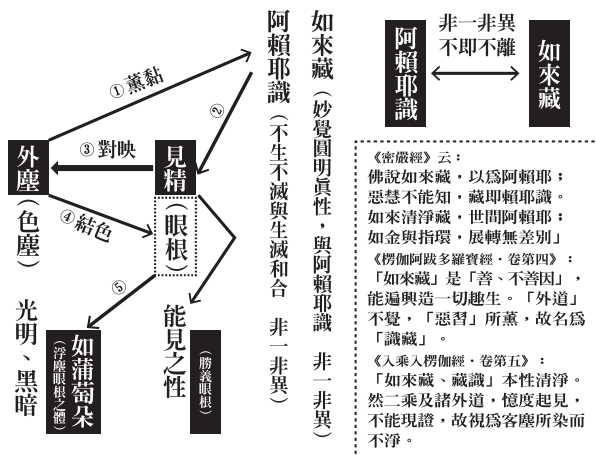 如來藏
非一非異
不即不離
阿賴耶識
《密嚴經》云：
佛說如來藏，以爲阿賴耶；
惡慧不能知，藏即賴耶識。
如來清淨藏，世間阿賴耶；
如金與指環，展轉無差別」
《楞伽阿跋多羅寶經·卷第四》：
「如來藏」是「善、不善因」，
能遍興造一切趣生。「外道」
不覺，「惡習」所薰，故名爲
「識藏」。
《入乘入楞伽經·卷第五》：
「如來藏、藏識」本性清淨。
然二乘及諸外道，憶度起見，
不能現證，故視爲客塵所染而
不淨。
如來藏（妙覺圓明眞性，與阿賴耶識　非一非異）
阿賴耶識（不生不滅與生滅和合　非一非異）
①薰黏
②
③對映
④結色
⑤
見精
（眼根）
外塵（色塵）
光明、黑暗
能見之性
（勝義眼根）
如蒲萄朵
（浮塵眼根之體）